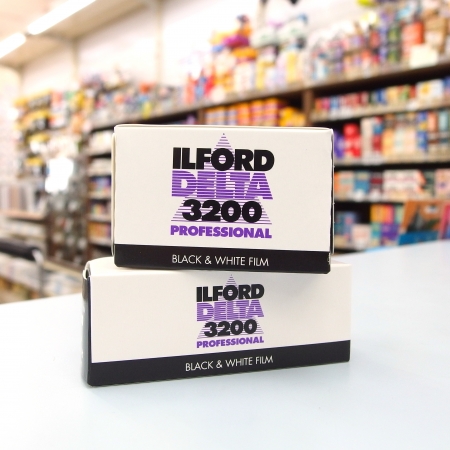 ILFORD
DELTA
3200
PROFESSIONAL
BLACK & WHITE FILM
ILFORD
DELTA
3200
PROFESSIONAL
BLACK & WHITE FILM